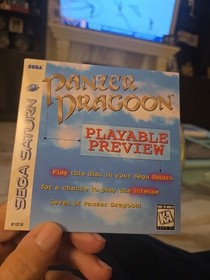 SEGA
PANZER
DRAGOON
PLAYABLE
PREVIEW
Play this disc in your Sega Saturn
for a chance to play one intense
level of Panzer Dragoon!
SEGA SATURN
81018
K-A